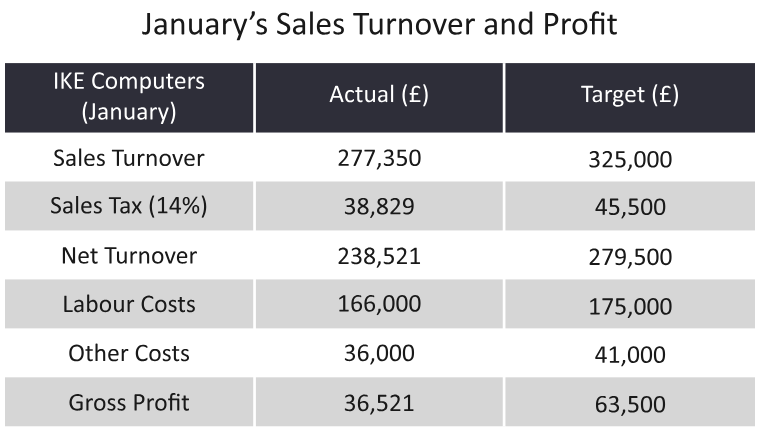 January’s Sales Turnover and Profit
IKE Computers
(January)
Actual (£)
Target (£)
Sales Turnover 277,350 325,000
Sales Tax (14%) 38,829 45,500
Net Turnover 238,521 279,500
Labour Costs 166,000 175,000
Other Costs 36,000 41,000
Gross Profit 36,521 63,500